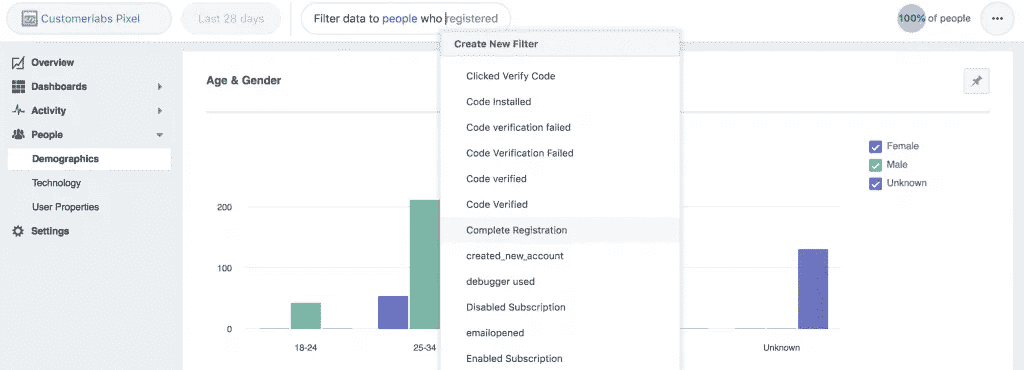 Customerlabs Pixel
Last 28 days
Filter data to people who registered
100% of people
Create New Filter
Overview
Dashboards
Activity
People
Demographics
Technology
User Properties
Settings
Age & Gender
Clicked Verify Code
Code Installed
Code verification failed
Code Verification Failed
Code verified
Code Verified
Complete Registration
created_new_account
debugger used
Disabled Subscription
emailopened
Enabled Subscription
Female
Male
Unknown
200
100
0
18-24
25-34
Unknown